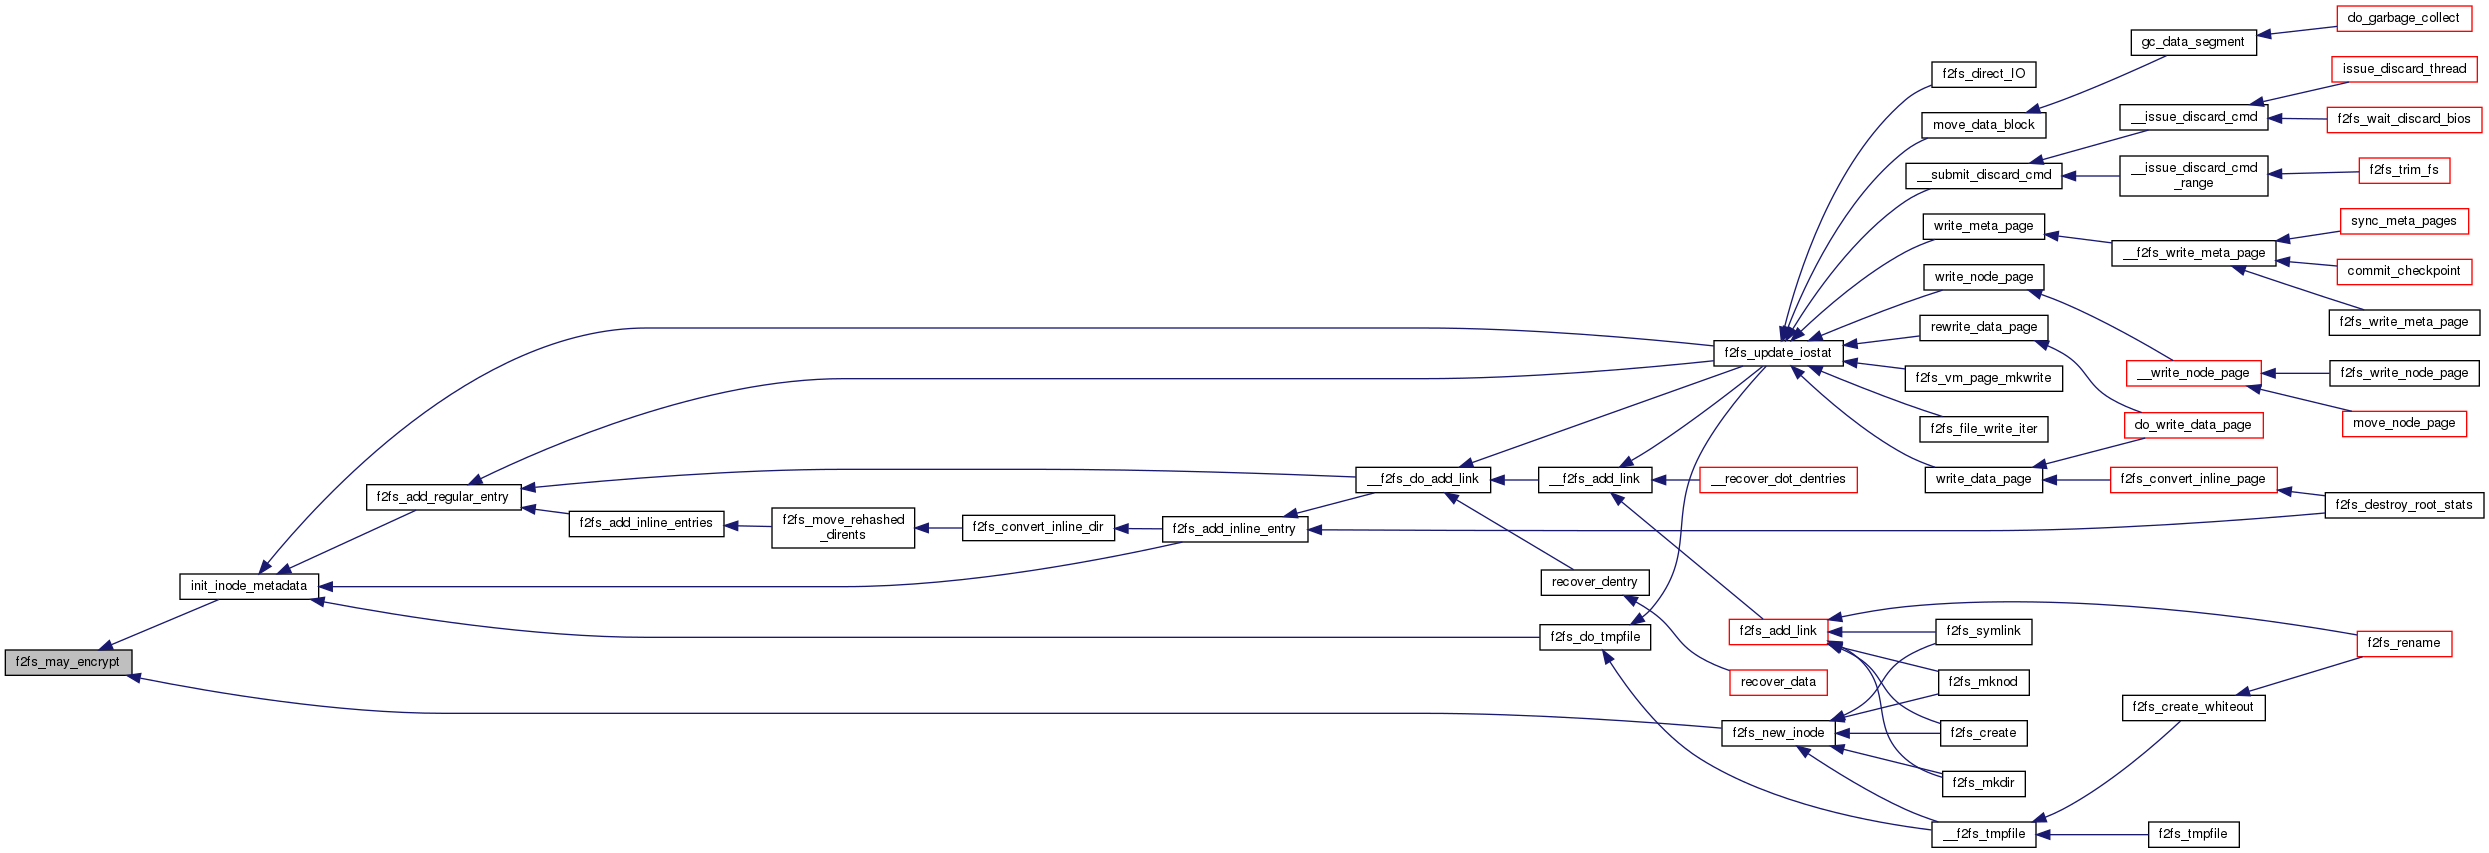 do_garbage_collect
gc_data_segment
issue_discard_thread
f2fs_direct_IO
__issue_discard_cmd
f2fs_wait_discard_bios
move_data_block
__submit_discard_cmd
__issue_discard_cmd
_range
f2fs_trim_fs
write_meta_page
sync_meta_pages
__f2fs_write_meta_page
commit_checkpoint
write_node_page
f2fs_write_meta_page
rewrite_data_page
f2fs_update_iostat
f2fs_vm_page_mkwrite
__write_node_page
f2fs_write_node_page
f2fs_file_write_iter
do_write_data_page
move_node_page
write_data_page
f2fs_convert_inline_page
f2fs_destroy_root_stats
f2fs_add_regular_entry
__f2fs_do_add_link
__f2fs_add_link
__recover_dot_dentries
f2fs_add_inline_entries
f2fs_move_rehashed
_dirents
f2fs_convert_inline_dir
f2fs_add_inline_entry
init_inode_metadata
recover_dentry
f2fs_do_tmpfile
f2fs_add_link
f2fs_symlink
f2fs_rename
f2fs_may_encrypt
recover_data
f2fs_mknod
f2fs_create_whiteout
f2fs_new_inode
f2fs_create
f2fs_mkdir
__f2fs_tmpfile
f2fs_tmpfile